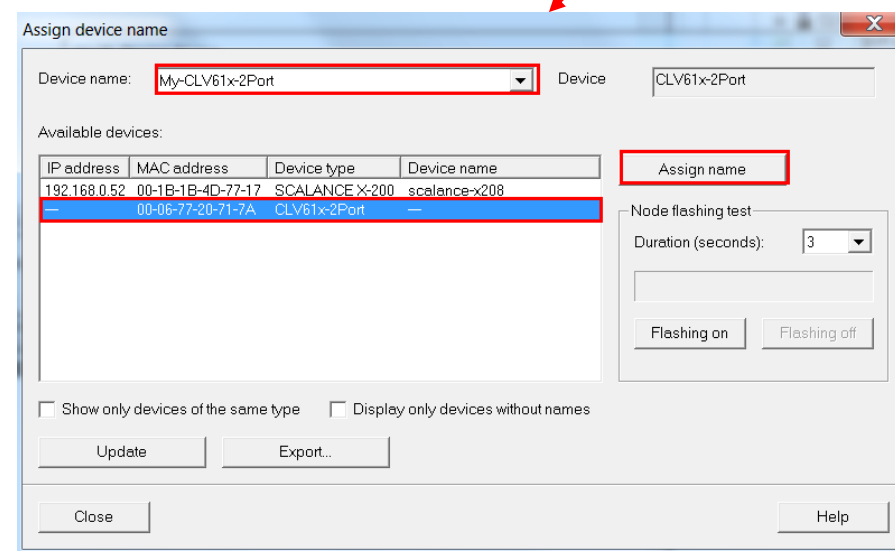 Assign device name
Device name: My-CLV61x-2Port Device CLV61x-2Port
Available devices:
IP address MAC address Device type Device name
192.168.0.52 00-1B-1B-4D-77-17 SCALANCE X-200 scalance-x208
— 00-06-77-20-71-7A CLV61x-2Port —
Assign name
Node flashing test
Duration (seconds): 3
Flashing on Flashing off
Show only devices of the same type Display only devices without names
Update Export...
Close Help